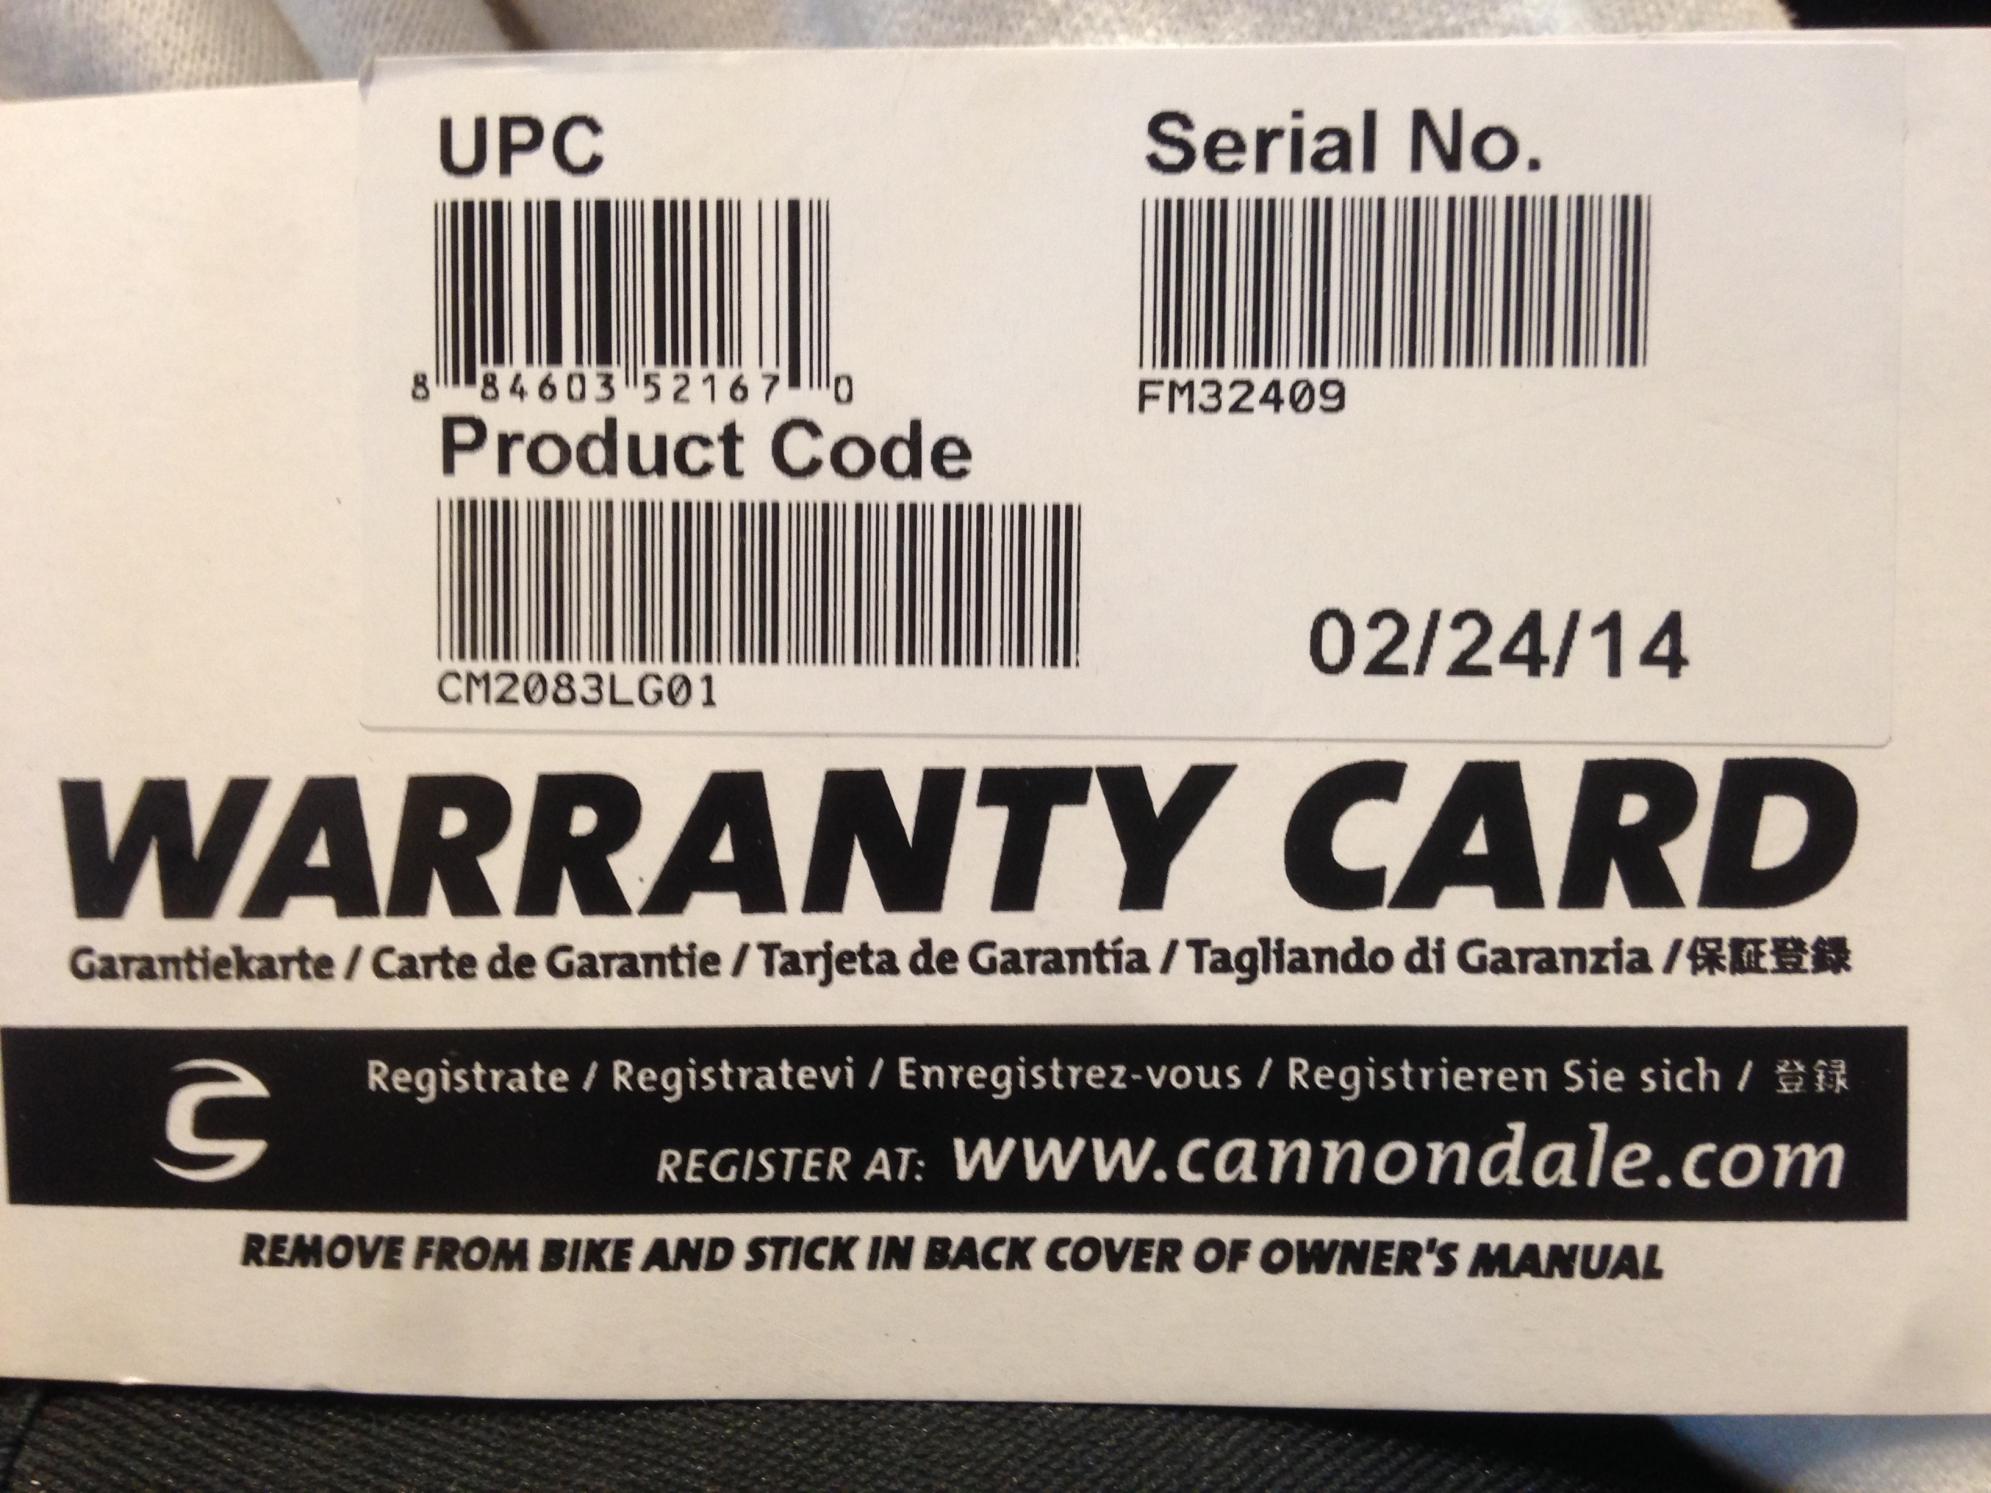 UPC
Serial No.
8 84603 52167 0
FM32409
Product Code
CM2083LG01
02/24/14
WARRANTY CARD
Garantiekarte / Carte de Garantie / Tarjeta de Garantía / Tagliando di Garanzia / 保証登録
Registrate / Registratevi / Enregistrez-vous / Registrieren Sie sich / 登録
REGISTER AT: www.cannondale.com
REMOVE FROM BIKE AND STICK IN BACK COVER OF OWNER'S MANUAL